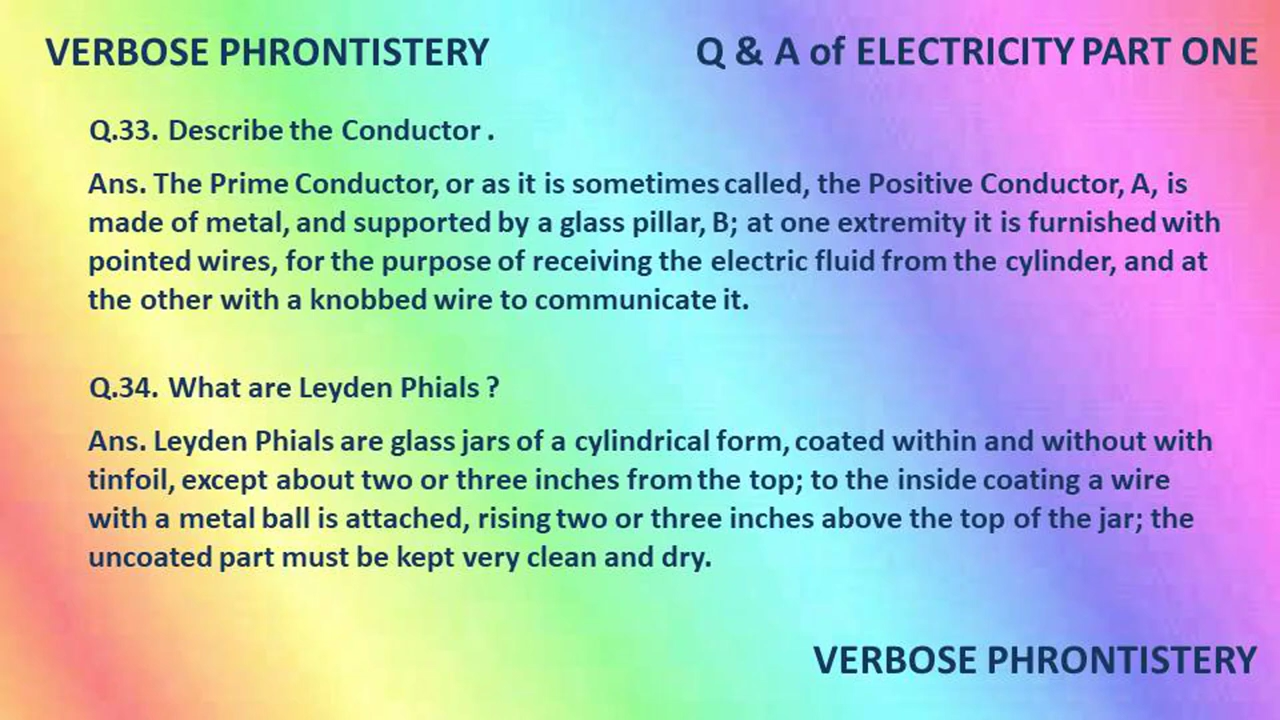 VERBOSE PHRONTISTERY
Q & A of ELECTRICITY PART ONE
Q.33. Describe the Conductor .
Ans. The Prime Conductor, or as it is sometimes called, the Positive Conductor, A, is
made of metal, and supported by a glass pillar, B; at one extremity it is furnished with
pointed wires, for the purpose of receiving the electric fluid from the cylinder, and at
the other with a knobbed wire to communicate it.
Q.34. What are Leyden Phials ?
Ans. Leyden Phials are glass jars of a cylindrical form, coated within and without with
tinfoil, except about two or three inches from the top; to the inside coating a wire
with a metal ball is attached, rising two or three inches above the top of the jar; the
uncoated part must be kept very clean and dry.
VERBOSE PHRONTISTERY